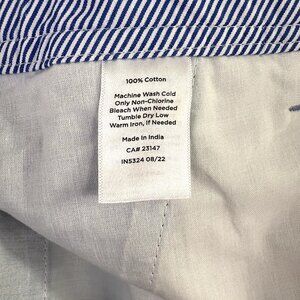 100% Cotton
Machine Wash Cold
Only Non-Chlorine
Bleach When Needed
Tumble Dry Low
Warm Iron, If Needed
Made In India
CA# 23147
IN5324 08/22